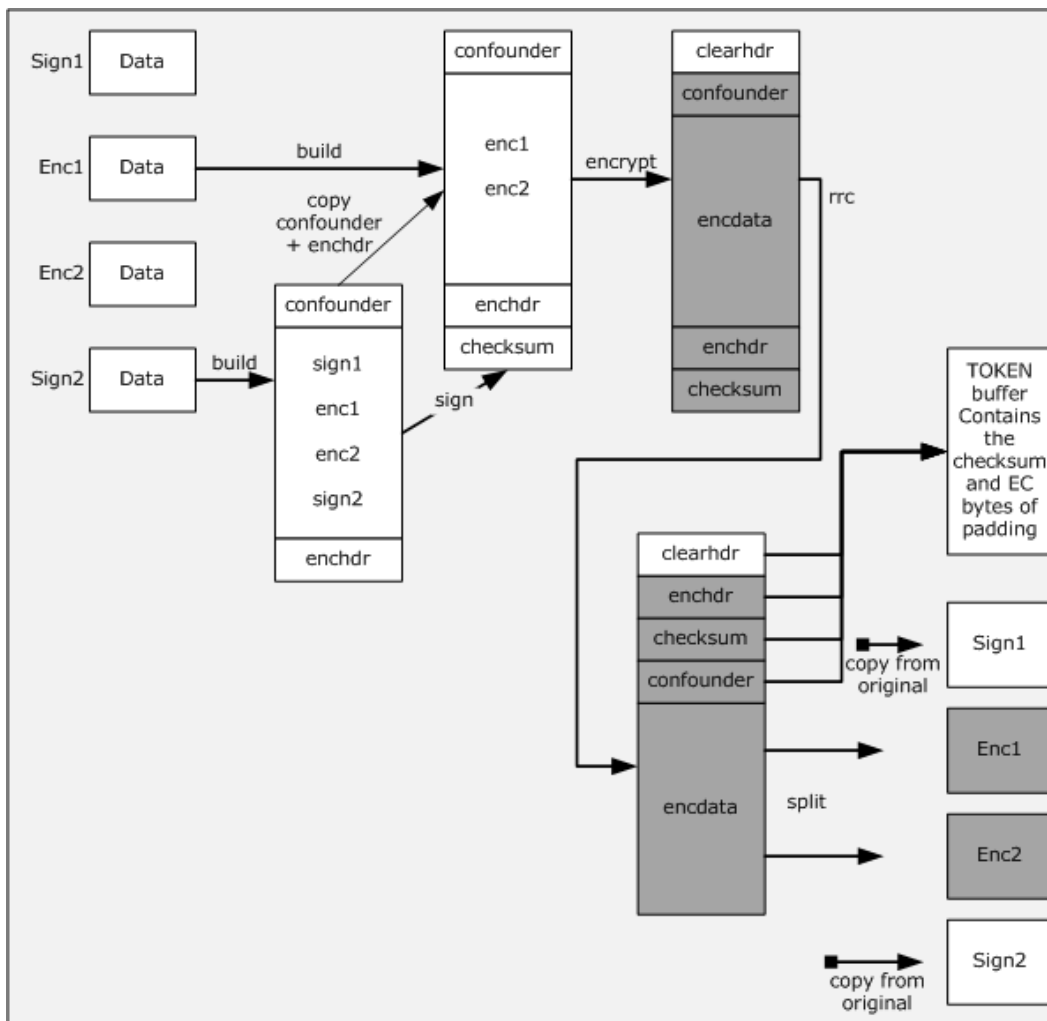 Sign1
Data
Enc1
Data
Enc2
Data
Sign2
Data
build
copy
confounder
+ enchdr
build
confounder
sign1
enc1
enc2
sign2
enchdr
sign
confounder
enc1
enc2
enchdr
checksum
encrypt
clearhdr
confounder
encdata
enchdr
checksum
rrc
clearhdr
enchdr
checksum
confounder
encdata
split
TOKEN
buffer
Contains
the
checksum
and EC
bytes of
padding
copy from
original
Sign1
Enc1
Enc2
copy from
original
Sign2